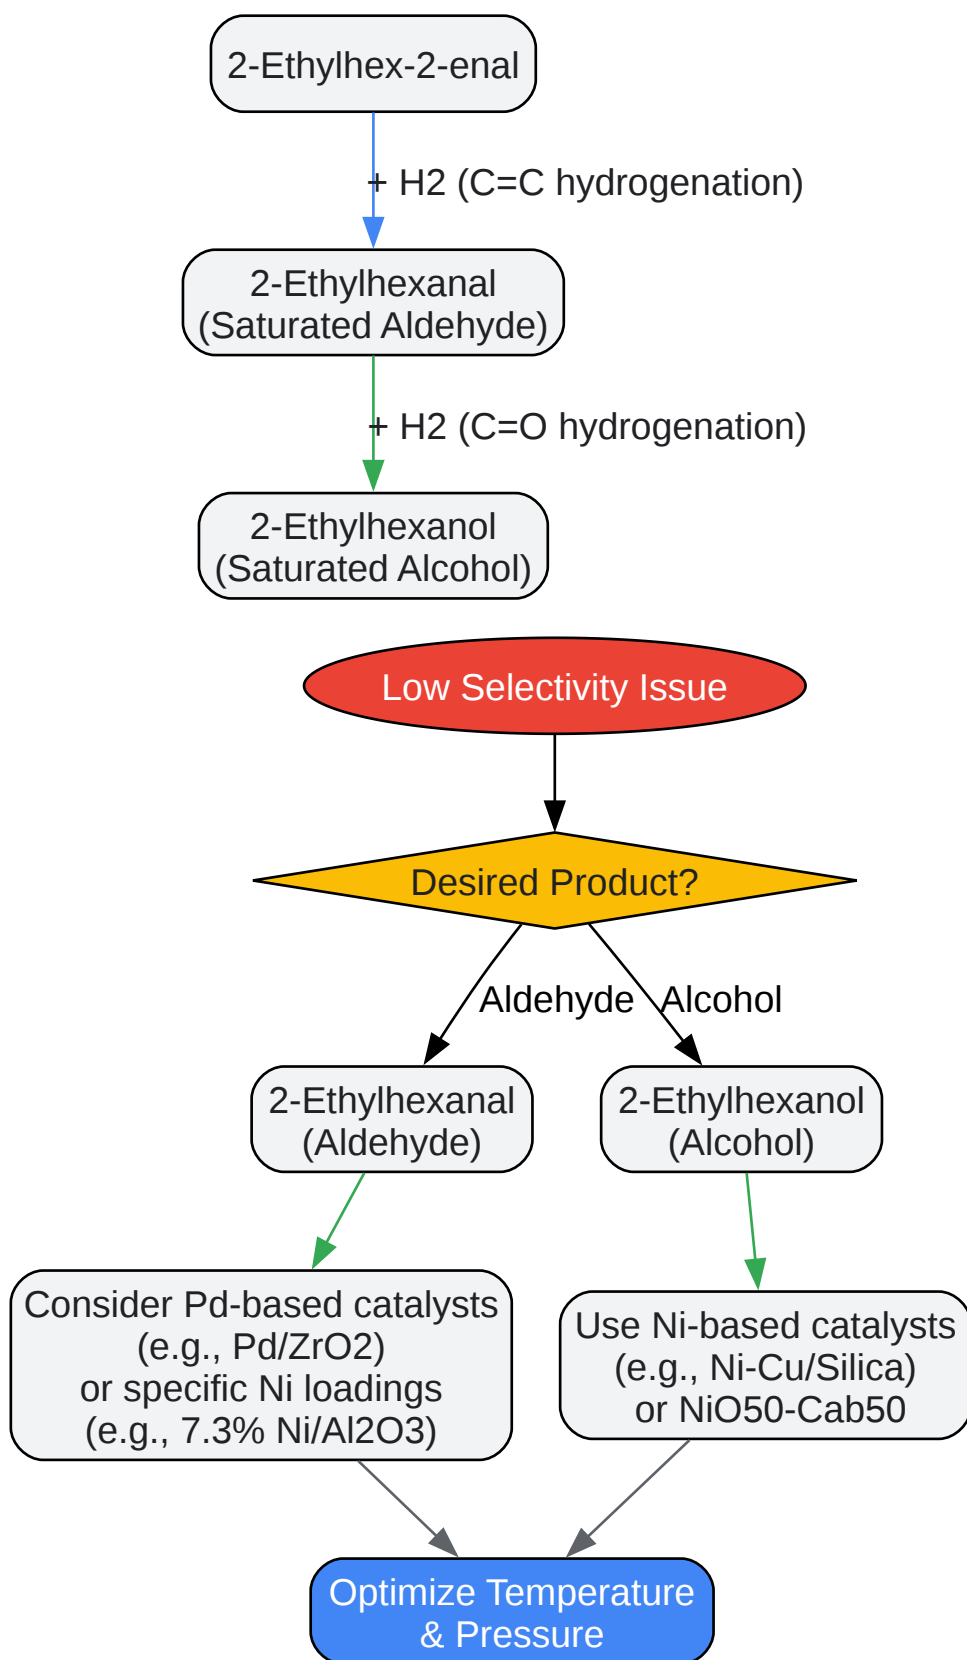 2-Ethylhex-2-enal
+ H2 (C=C hydrogenation)
2-Ethylhexanal
(Saturated Aldehyde)
+ H2 (C=O hydrogenation)
2-Ethylhexanol
(Saturated Alcohol)
Low Selectivity Issue
Desired Product?
Aldehyde
Alcohol
2-Ethylhexanal
(Aldehyde)
2-Ethylhexanol
(Alcohol)
Consider Pd-based catalysts
(e.g., Pd/ZrO2)
or specific Ni loadings
(e.g., 7.3% Ni/Al2O3)
Use Ni-based catalysts
(e.g., Ni-Cu/Silica)
or NiO50-Cab50
Optimize Temperature
& Pressure